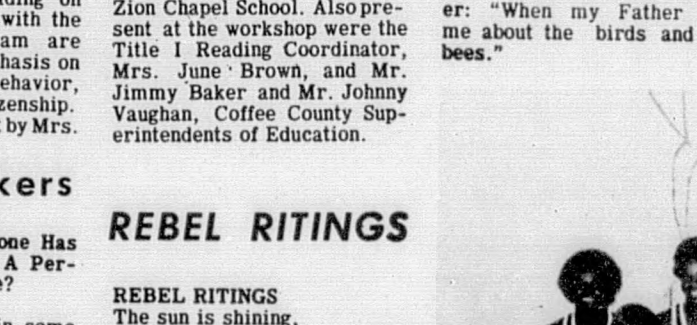 with the
am are
hasis on
ehavior,
zenship.
by Mrs.
kers
one Has
A Per-
?
Zion Chapel School. Also pre-
sent at the workshop were the
Title I Reading Coordinator,
Mrs. June Brown, and Mr.
Jimmy Baker and Mr. Johnny
Vaughan, Coffee County Sup-
erintendents of Education.
REBEL RITINGS
REBEL RITINGS
The sun is shining,
er: "When my Father
me about the birds and
bees."